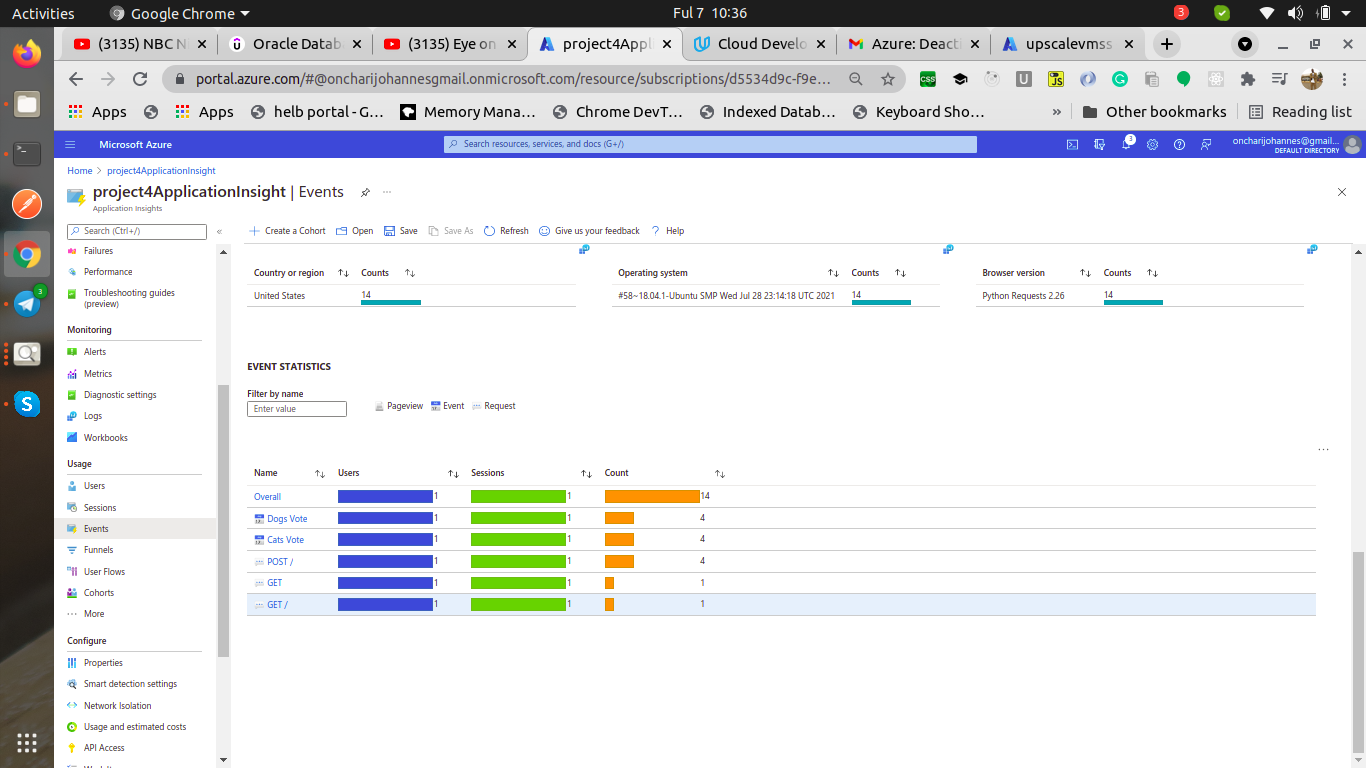 Activities Google Chrome Ful 7 10:36 3
(3135) NBC N Oracle Datab (3135) Eye on project4Appl Cloud Develo Azure: Deacti upscalevmss
portal.azure.com/#@oncharijohannesgmail.onmicrosoft.com/resource/subscriptions/d5534d9c-f9e...
Apps Apps helb portal - G... Memory Mana... Chrome DevT... Indexed Datab... Keyboard Sho... » Other bookmarks Reading list
Microsoft Azure Search resources, services, and docs (G+/) 3 oncharijohannes@gmail...
DEFAULT DIRECTORY
Home > project4ApplicationInsight
project4ApplicationInsight | Events ...
Application Insights
Search (Ctrl+/) « Create a Cohort Open Save Save As Refresh Give us your feedback ? Help
Failures
Performance
Troubleshooting guides
(preview)
Monitoring
Alerts
Metrics
Diagnostic settings
Logs
Workbooks
Usage
Users
Sessions
Events
Funnels
User Flows
Cohorts
More
Configure
Properties
Smart detection settings
Network Isolation
Usage and estimated costs
API Access
Country or region Counts Operating system Counts Browser version Counts
United States 14 #58~18.04.1-Ubuntu SMP Wed Jul 28 23:14:18 UTC 2021 14 Python Requests 2.26 14
EVENT STATISTICS
Filter by name
Enter value Pageview Event Request
...
Name Users Sessions Count
Overall 1 1 14
Dogs Vote 1 1 4
Cats Vote 1 1 4
POST / 1 1 4
GET 1 1 1
GET / 1 1 1
3